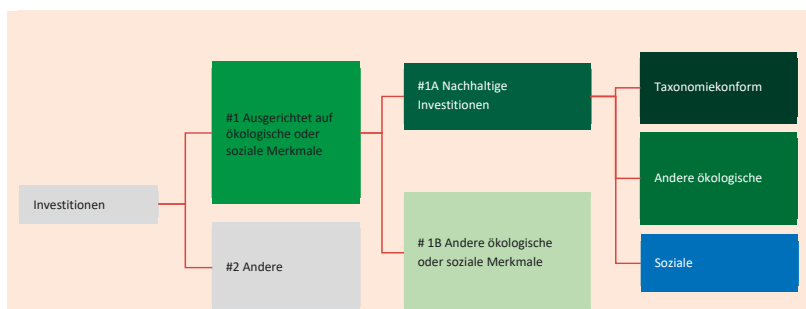 Investitionen
#1 Ausgerichtet auf
ökologische oder
soziale Merkmale
#2 Andere
#1A Nachhaltige
Investitionen
# 1B Andere ökologische
oder soziale Merkmale
Taxonomiekonform
Andere ökologische
Soziale